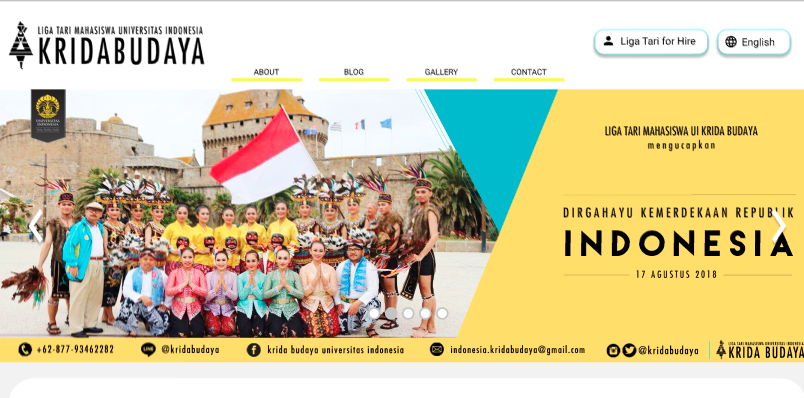 LIGA TARI MAHASISWA UNIVERSITAS INDONESIA
KRIDABUDAYA
Liga Tari for Hire
English
ABOUT
BLOG
GALLERY
CONTACT
UNIVERSITAS
INDONESIA
LIGA TARI MAHASISWA UI KRIDA BUDAYA
mengucapkan
DIRGAHAYU KEMERDEKAAN REPUBLIK
INDONESIA
17 AGUSTUS 2018
+62-877-93462282
LINE
@kridabudaya
krida budaya universitas indonesia
indonesia.kridabudaya@gmail.com
@kridabudaya
LIGA TARI MAHASISWA UNIVERSITAS INDONESIA
KRIDA BUDAYA